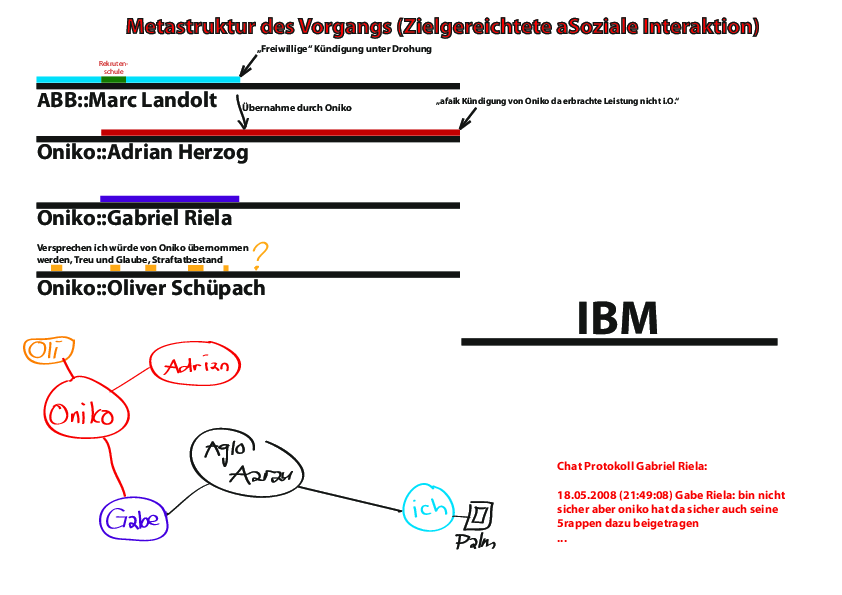 Metastruktur des Vorgangs (Zielgereichtete aSoziale Interaktion)
„Freiwillige“ Kündigung unter Drohung
Rekruten-
schule
ABB::Marc Landolt
Übernahme durch Oniko
„afaik Kündigung von Oniko da erbrachte Leistung nicht i.O.“
Oniko::Adrian Herzog
Oniko::Gabriel Riela
Versprechen ich würde von Oniko übernommen
werden, Treu und Glaube, Straftatbestand
?
Oniko::Oliver Schüpach
IBM
Oli
Adrian
Oniko
Aglo
Aarau
Gabe
ich
Palm
Chat Protokoll Gabriel Riela:
18.05.2008 (21:49:08) Gabe Riela: bin nicht
sicher aber oniko hat da sicher auch seine
5rappen dazu beigetragen
...